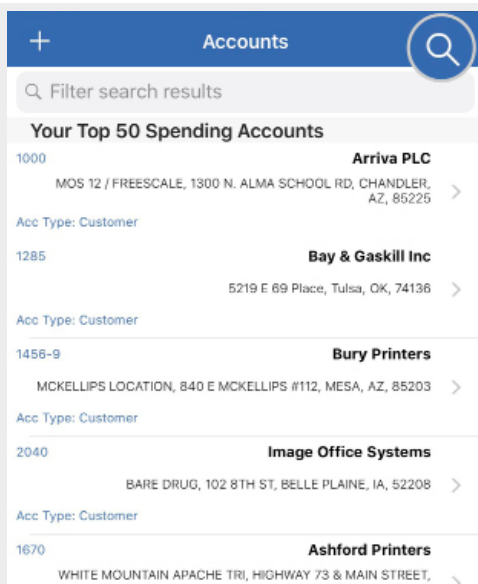 Accounts
Filter search results
Your Top 50 Spending Accounts
1000 Arriva PLC
MOS 12 / FREESCALE, 1300 N. ALMA SCHOOL RD, CHANDLER,
AZ, 85225
Acc Type: Customer
1285 Bay & Gaskill Inc
5219 E 69 Place, Tulsa, OK, 74136
Acc Type: Customer
1456-9 Bury Printers
MCKELLIPS LOCATION, 840 E MCKELLIPS #112, MESA, AZ, 85203
Acc Type: Customer
2040 Image Office Systems
BARE DRUG, 102 8TH ST, BELLE PLAINE, IA, 52208
Acc Type: Customer
1670 Ashford Printers
WHITE MOUNTAIN APACHE TRI, HIGHWAY 73 & MAIN STREET,